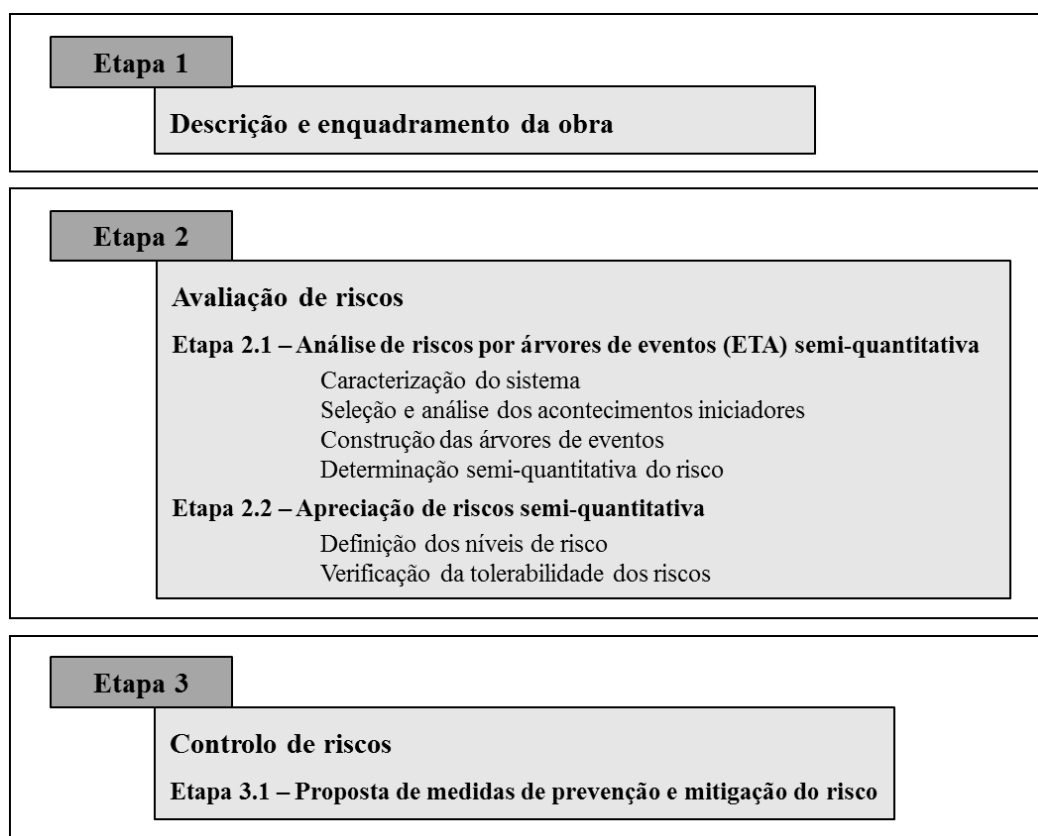 Etapa 1
Descrição e enquadramento da obra
Etapa 2
Avaliação de riscos
Etapa 2.1 – Análise de riscos por árvores de eventos (ETA) semi-quantitativa
Caracterização do sistema
Seleção e análise dos acontecimentos iniciadores
Construção das árvores de eventos
Determinação semi-quantitativa do risco
Etapa 2.2 – Apreciação de riscos semi-quantitativa
Definição dos níveis de risco
Verificação da tolerabilidade dos riscos
Etapa 3
Controlo de riscos
Etapa 3.1 – Proposta de medidas de prevenção e mitigação do risco